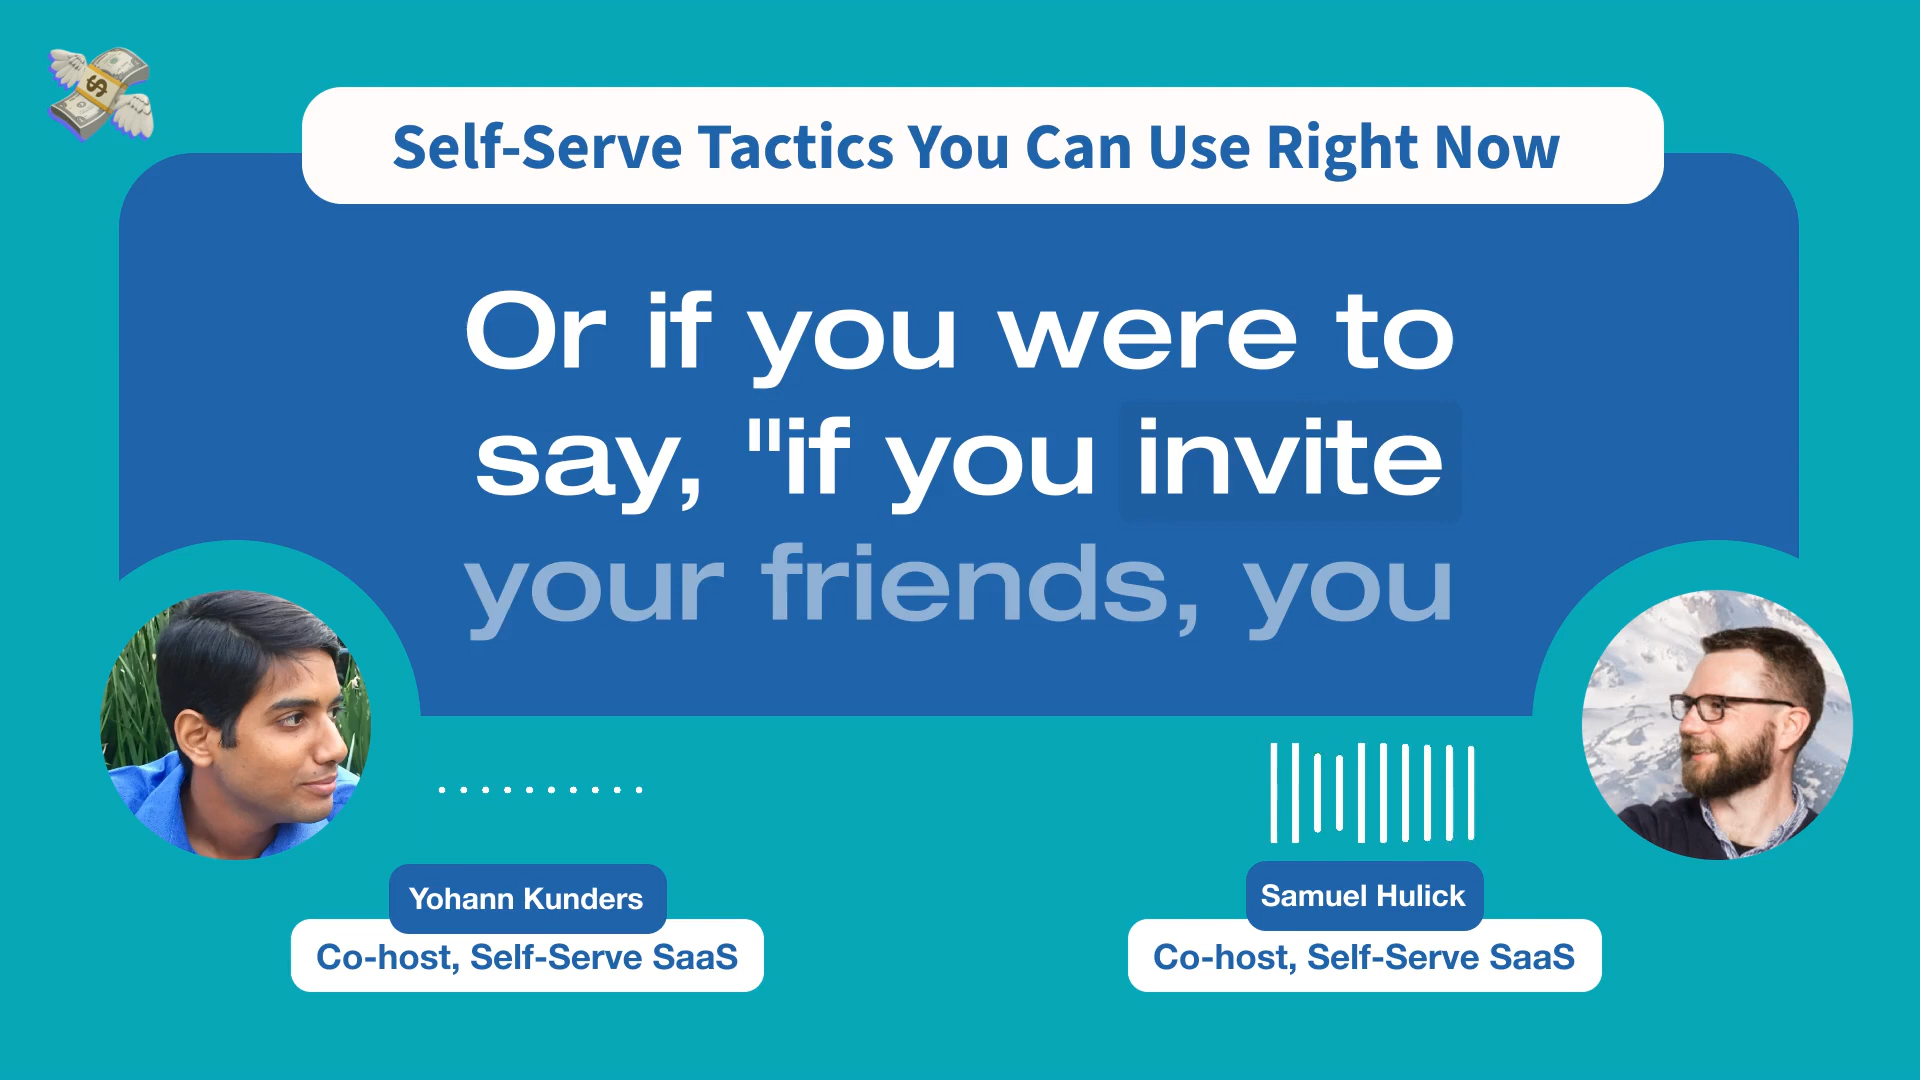 Self-Serve Tactics You Can Use Right Now
Or if you were to
say, "if you invite
your friends, you
Yohann Kunders
Co-host, Self-Serve SaaS
Samuel Hulick
Co-host, Self-Serve SaaS